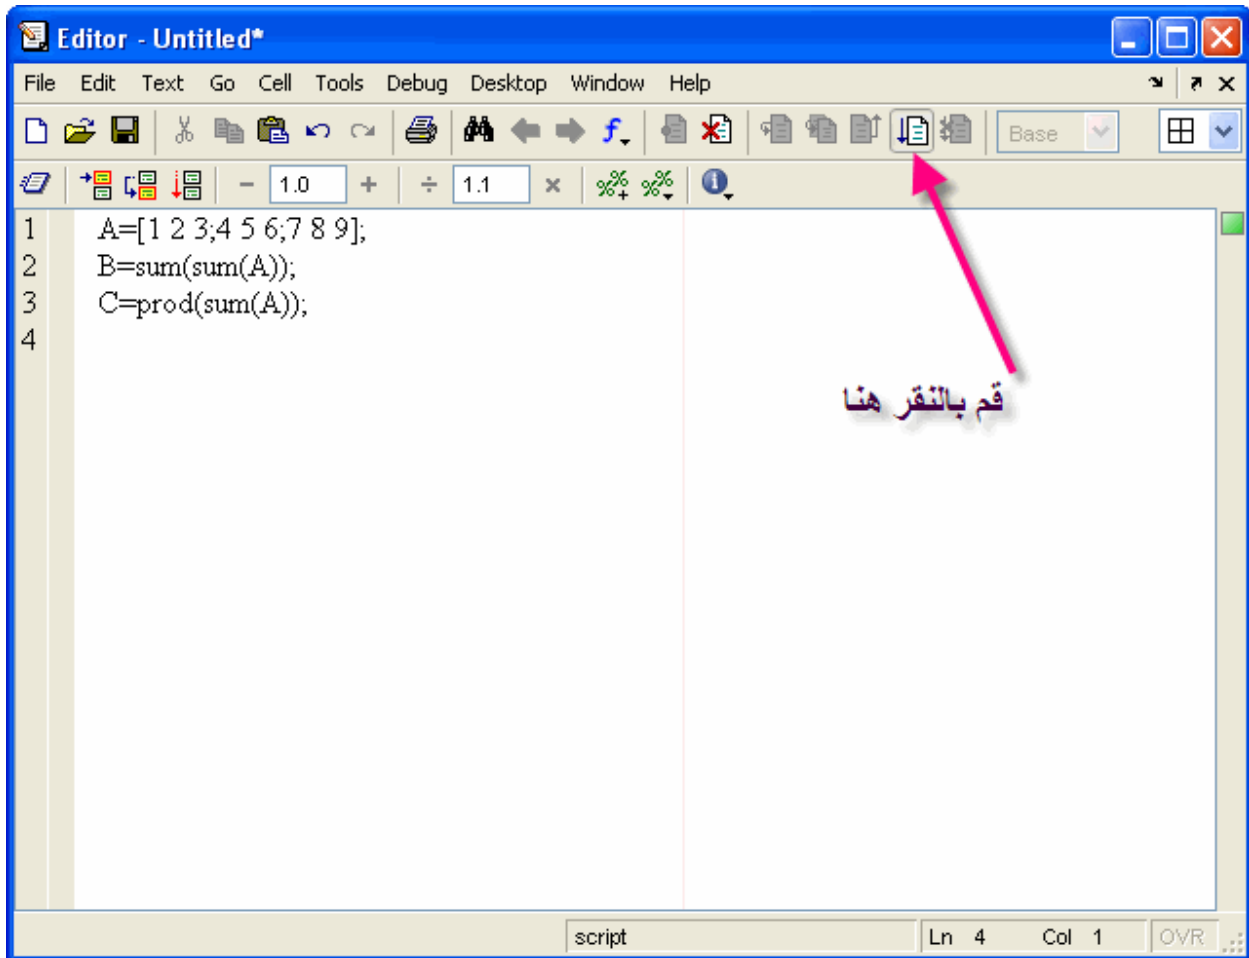 Editor - Untitled*
File Edit Text Go Cell Tools Debug Desktop Window Help
Base
1.0 1.1
1 A=[1 2 3;4 5 6;7 8 9];
2 B=sum(sum(A));
3 C=prod(sum(A));
4
قم بالنقر هنا
script Ln 4 Col 1 OVR